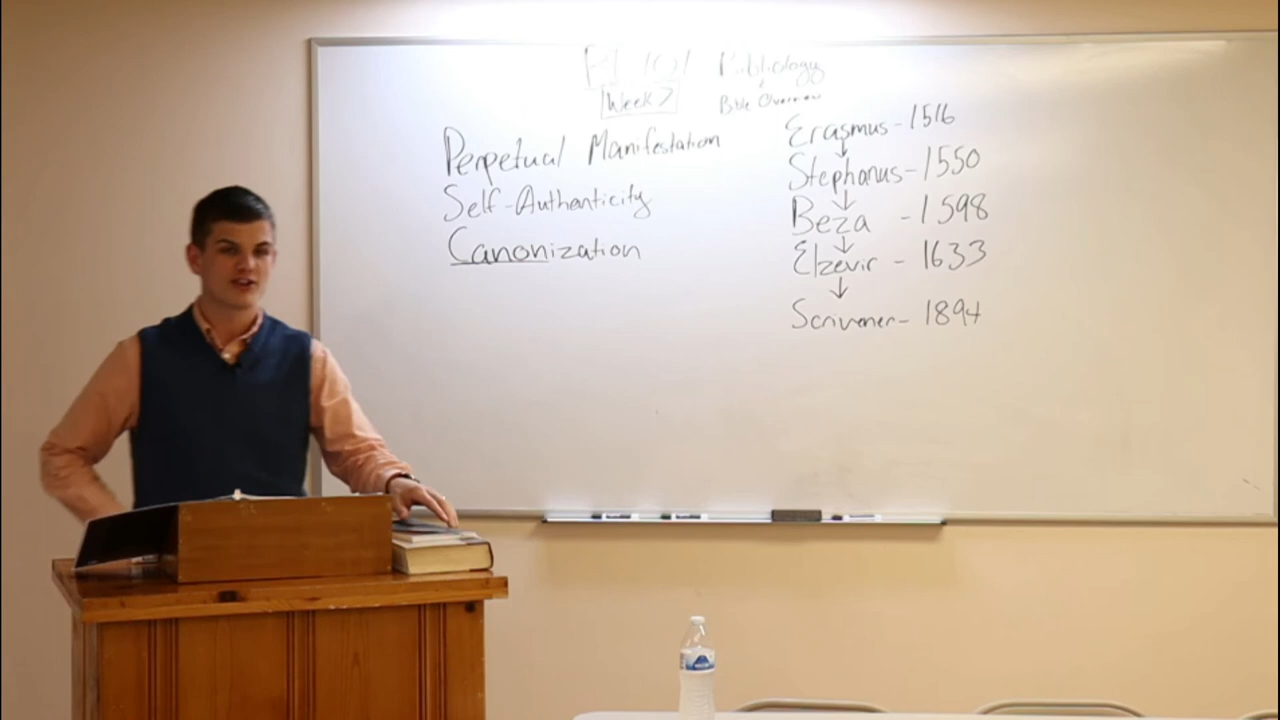 Bibliology
Week 7
Bible Overview
Perpetual Manifestation
Self-Authenticity
Canonization
Erasmus - 1516
↓
Stephanus - 1550
↓
Beza - 1598
↓
Elzevir - 1633
↓
Scrivener - 1894